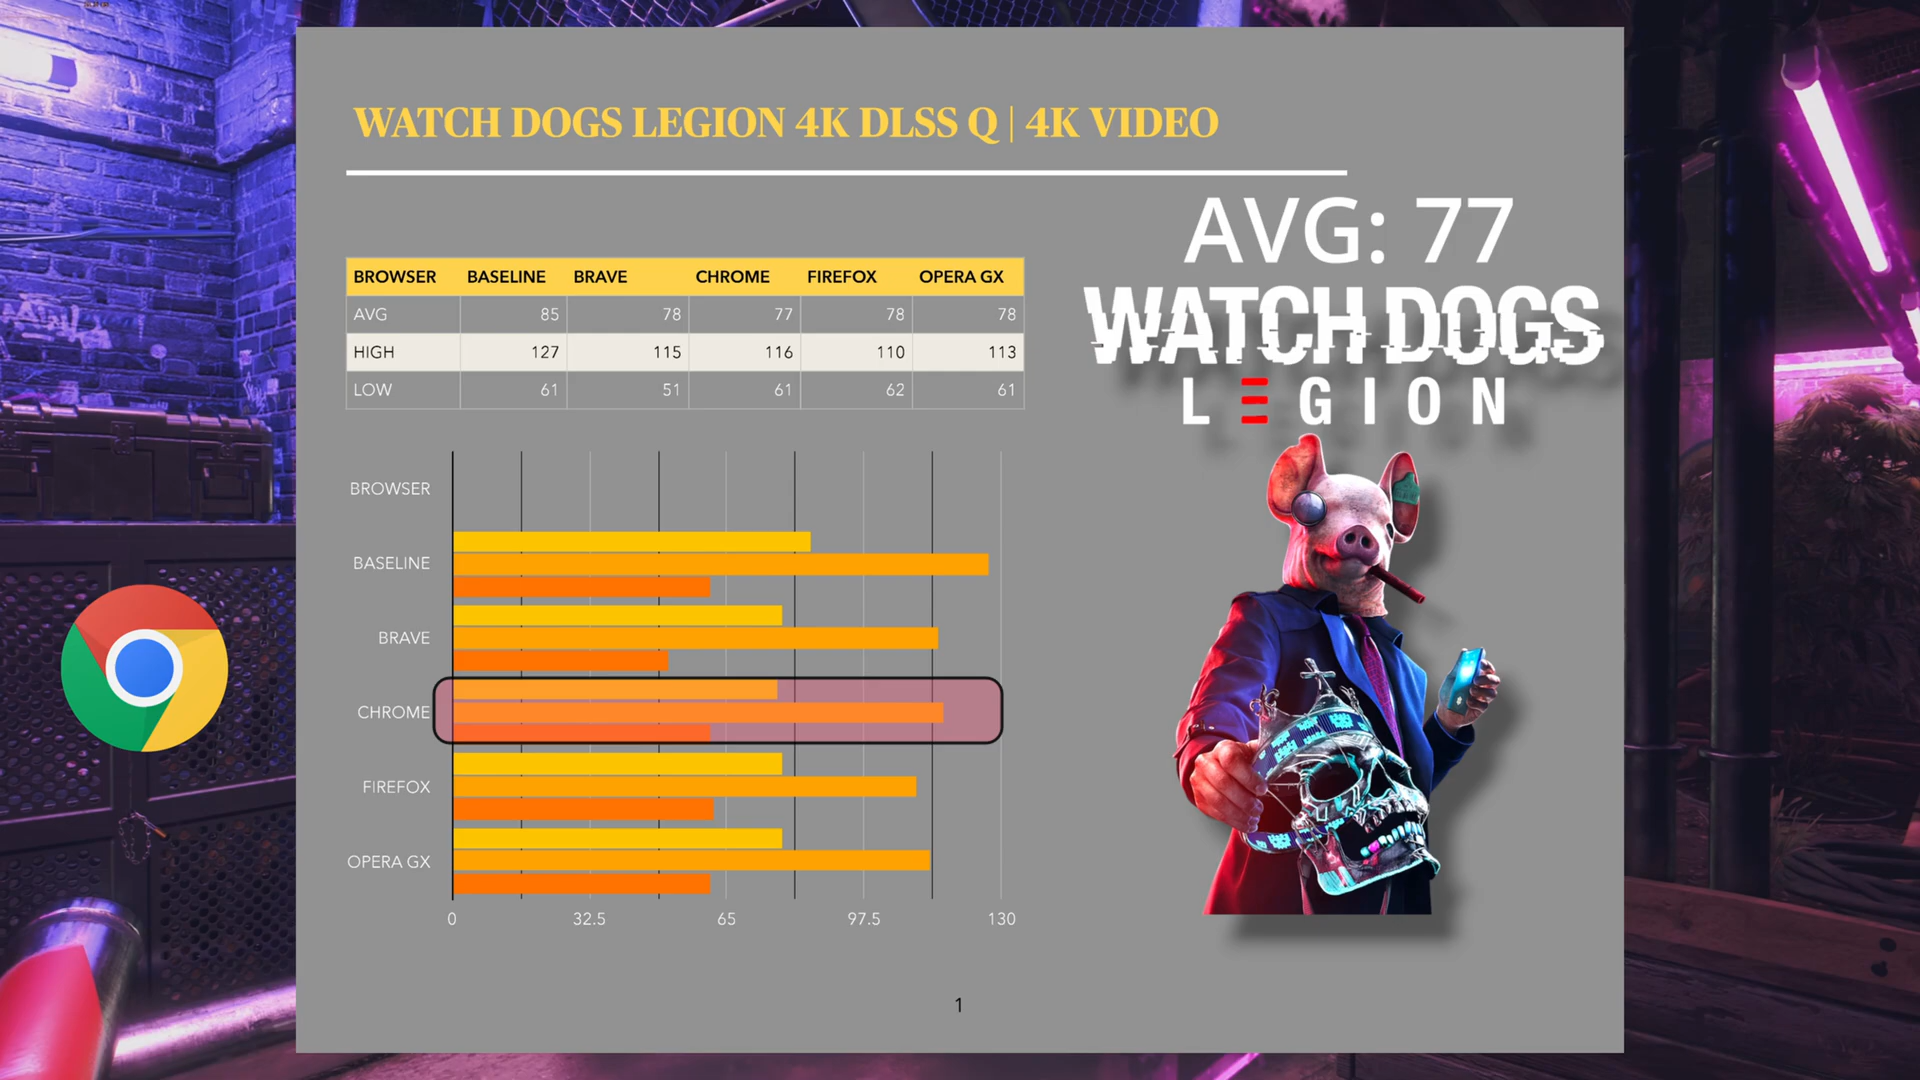 WATCH DOGS LEGION 4K DLSS Q | 4K VIDEO
AVG: 77
WATCH DOGS
LEGION
BROWSER BASELINE BRAVE CHROME FIREFOX OPERA GX
AVG 85 78 77 78 78
HIGH 127 115 116 110 113
LOW 61 51 61 62 61
BROWSER
BASELINE
BRAVE
CHROME
FIREFOX
OPERA GX
0 32.5 65 97.5 130
1